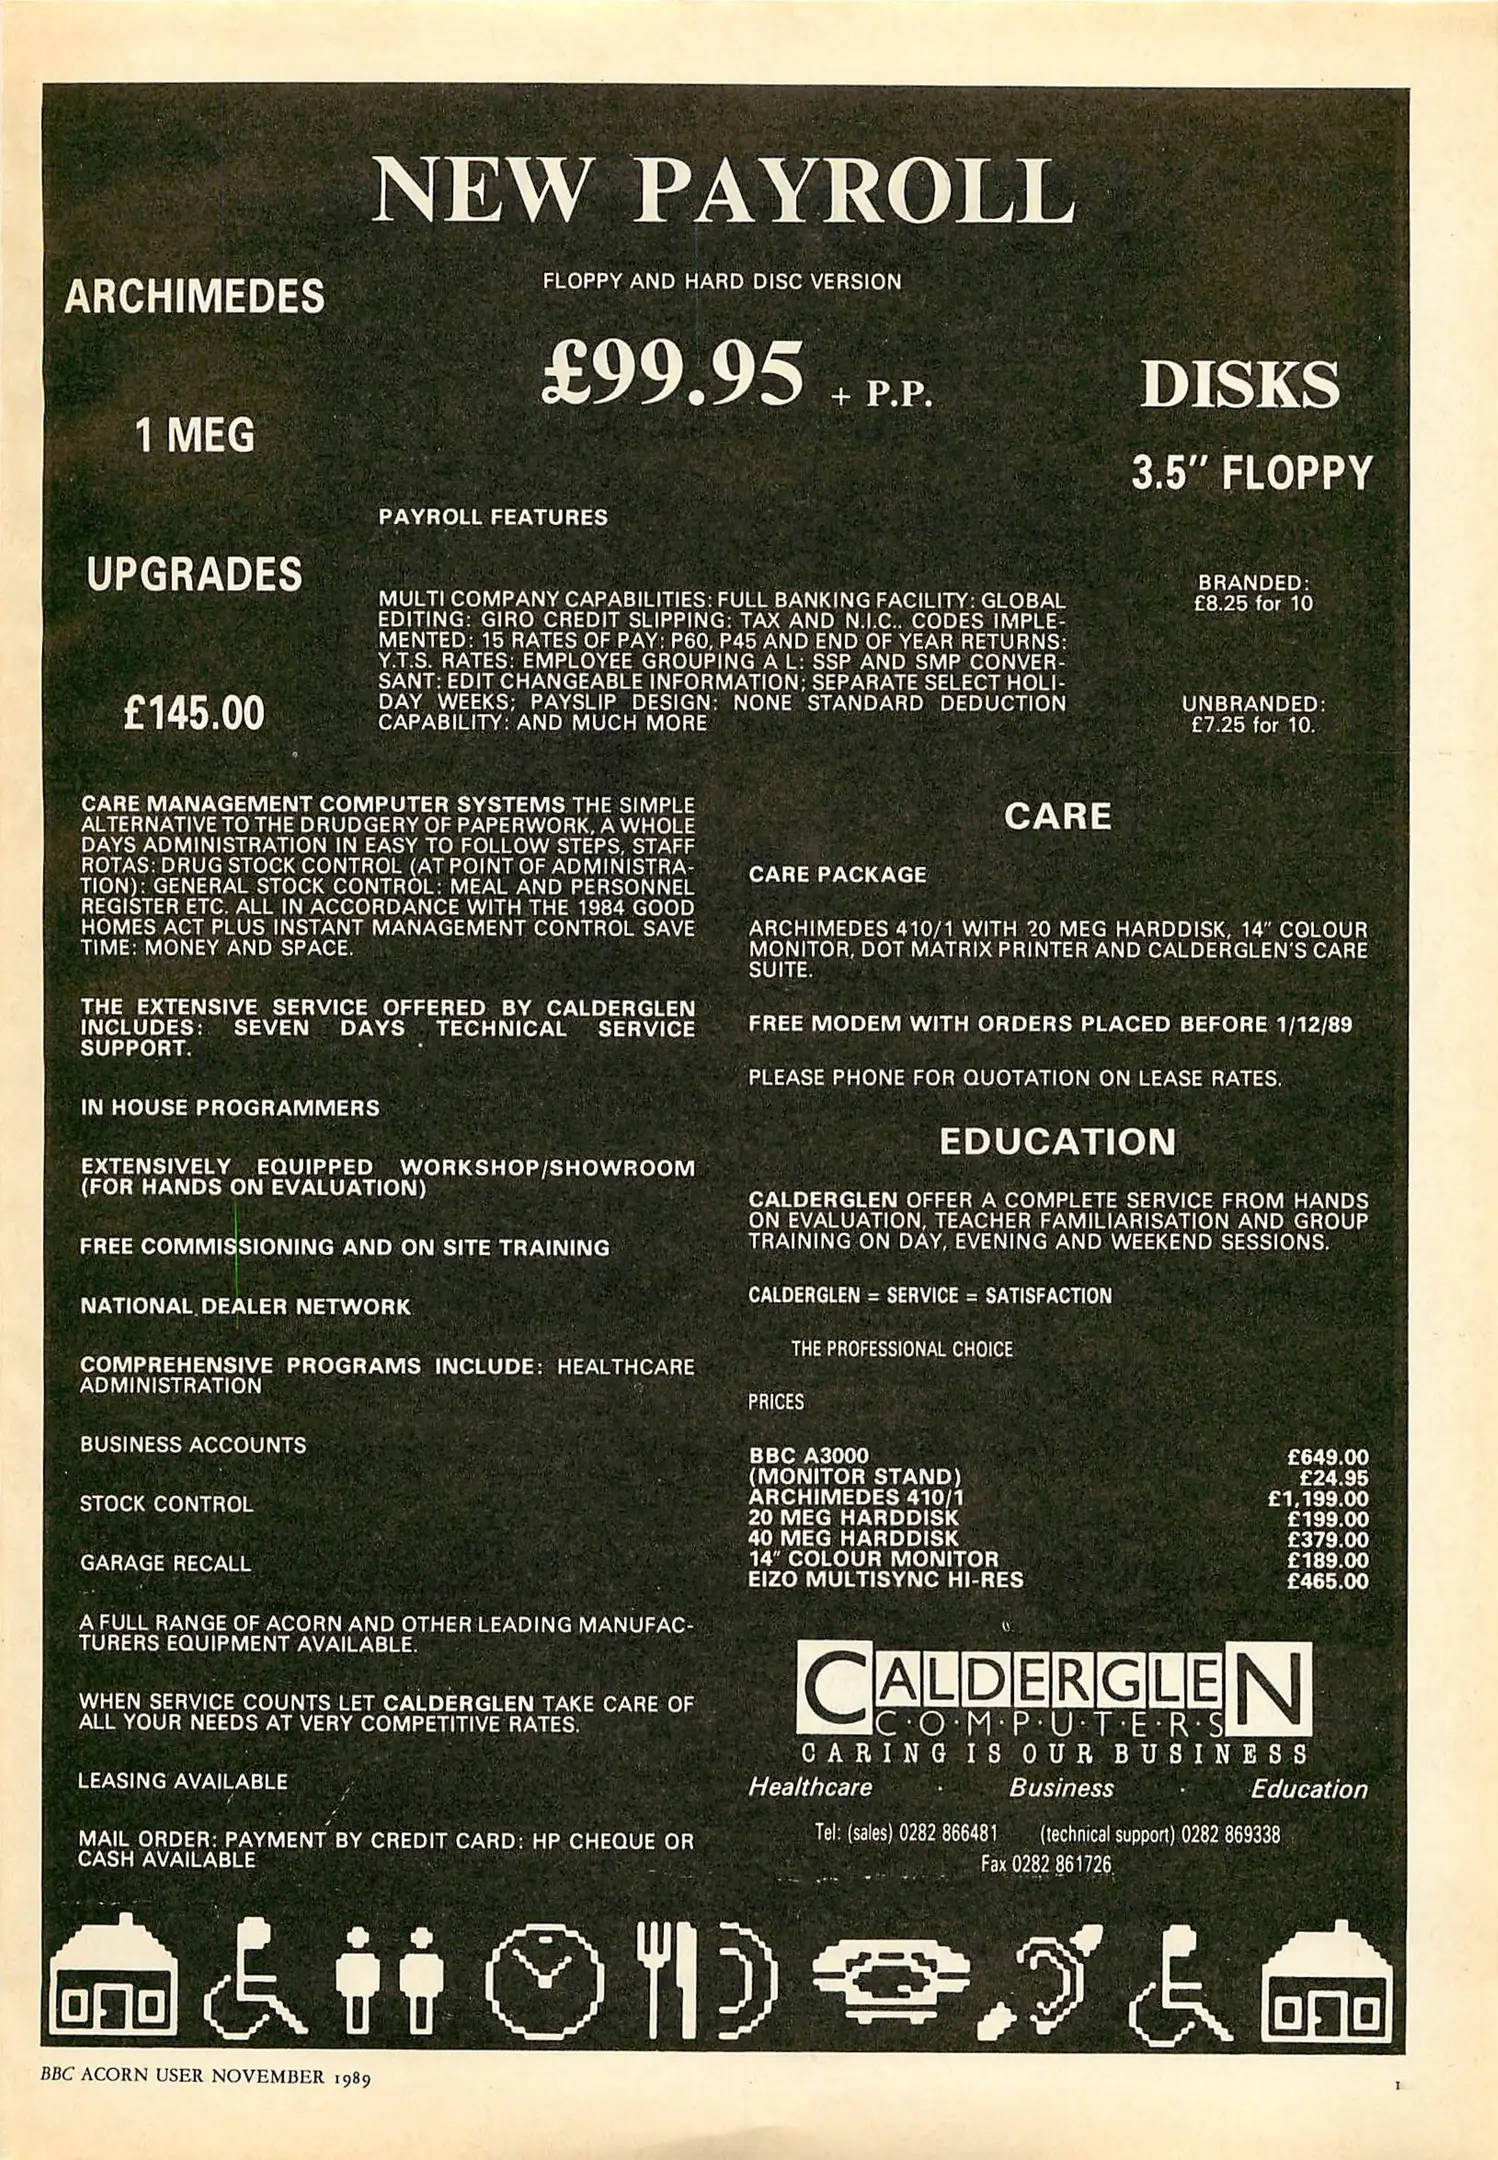 NEW PAYROLL
FLOPPY AND HARD DISC VERSION
£99.95 + P.P.
ARCHIMEDES
1 MEG
UPGRADES
£145.00
DISKS
3.5" FLOPPY
BRANDED:
£8.25 for 10
UNBRANDED:
£7.25 for 10.
PAYROLL FEATURES
MULTI COMPANY CAPABILITIES: FULL BANKING FACILITY: GLOBAL
EDITING: GIRO CREDIT SLIPPING: TAX AND N.I.C.. CODES IMPLE-
MENTED: 15 RATES OF PAY: P60, P45 AND END OF YEAR RETURNS:
Y.T.S. RATES: EMPLOYEE GROUPING A L: SSP AND SMP CONVER-
SANT: EDIT CHANGEABLE INFORMATION; SEPARATE SELECT HOLI-
DAY WEEKS; PAYSLIP DESIGN: NONE STANDARD DEDUCTION
CAPABILITY: AND MUCH MORE
CARE MANAGEMENT COMPUTER SYSTEMS THE SIMPLE
ALTERNATIVE TO THE DRUDGERY OF PAPERWORK, A WHOLE
DAYS ADMINISTRATION IN EASY TO FOLLOW STEPS, STAFF
ROTAS: DRUG STOCK CONTROL (AT POINT OF ADMINISTRA-
TION): GENERAL STOCK CONTROL: MEAL AND PERSONNEL
REGISTER ETC. ALL IN ACCORDANCE WITH THE 1984 GOOD
HOMES ACT PLUS INSTANT MANAGEMENT CONTROL SAVE
TIME: MONEY AND SPACE.
THE EXTENSIVE SERVICE OFFERED BY CALDERGLEN
INCLUDES: SEVEN DAYS TECHNICAL SERVICE
SUPPORT.
IN HOUSE PROGRAMMERS
EXTENSIVELY EQUIPPED WORKSHOP/SHOWROOM
(FOR HANDS ON EVALUATION)
FREE COMMISSIONING AND ON SITE TRAINING
NATIONAL DEALER NETWORK
COMPREHENSIVE PROGRAMS INCLUDE: HEALTHCARE
ADMINISTRATION
BUSINESS ACCOUNTS
STOCK CONTROL
GARAGE RECALL
A FULL RANGE OF ACORN AND OTHER LEADING MANUFAC-
TURERS EQUIPMENT AVAILABLE.
WHEN SERVICE COUNTS LET CALDERGLEN TAKE CARE OF
ALL YOUR NEEDS AT VERY COMPETITIVE RATES.
LEASING AVAILABLE
MAIL ORDER: PAYMENT BY CREDIT CARD: HP CHEQUE OR
CASH AVAILABLE
CARE
CARE PACKAGE
ARCHIMEDES 410/1 WITH 20 MEG HARDDISK, 14" COLOUR
MONITOR, DOT MATRIX PRINTER AND CALDERGLEN'S CARE
SUITE.
FREE MODEM WITH ORDERS PLACED BEFORE 1/12/89
PLEASE PHONE FOR QUOTATION ON LEASE RATES.
EDUCATION
CALDERGLEN OFFER A COMPLETE SERVICE FROM HANDS
ON EVALUATION, TEACHER FAMILIARISATION AND GROUP
TRAINING ON DAY, EVENING AND WEEKEND SESSIONS.
CALDERGLEN = SERVICE = SATISFACTION
THE PROFESSIONAL CHOICE
PRICES
BBC A3000 £649.00
(MONITOR STAND) £24.95
ARCHIMEDES 410/1 £1,199.00
20 MEG HARDDISK £199.00
40 MEG HARDDISK £379.00
14" COLOUR MONITOR £189.00
EIZO MULTISYNC HI-RES £465.00
CALDERGLEN
C·O·M·P·U·T·E·R·S
CARING IS OUR BUSINESS
Healthcare · Business · Education
Tel: (sales) 0282 866481 (technical support) 0282 869338
Fax 0282 861726
BBC ACORN USER NOVEMBER 1989
1